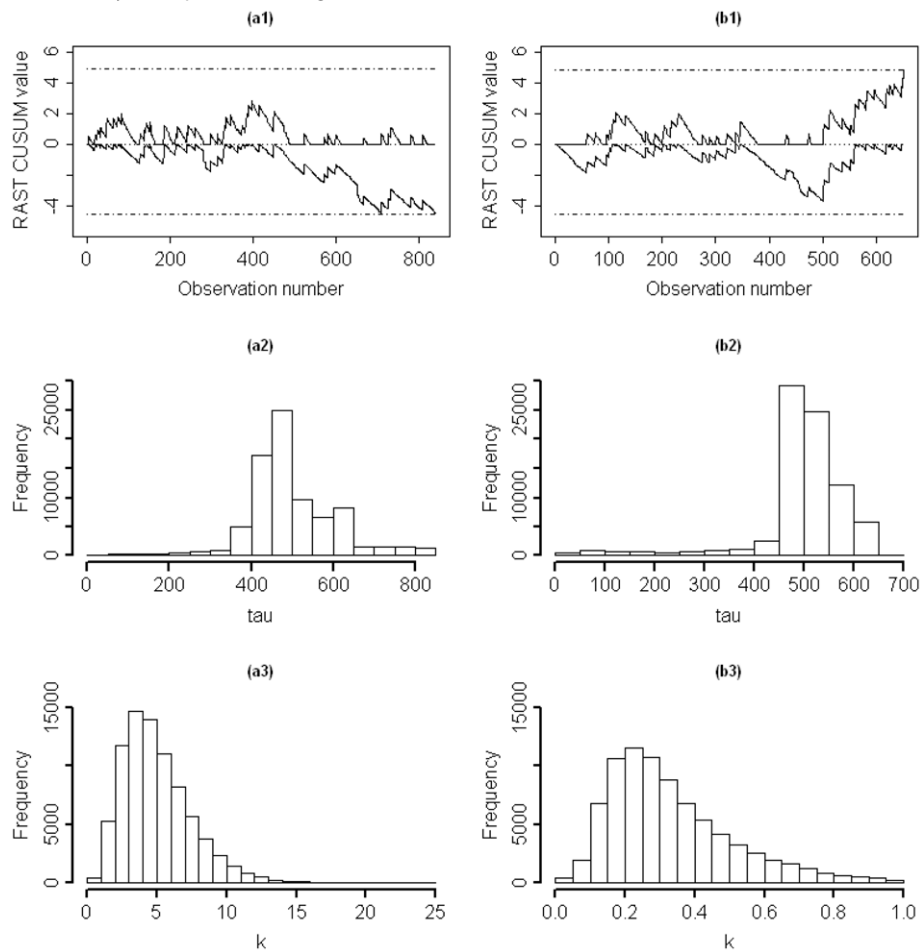 (a1)
RAST CUSUM value
6
4
2
0
-4
0 200 400 600 800
Observation number
(b1)
RAST CUSUM value
6
4
2
0
-4
0 100 200 300 400 500 600
Observation number
(a2)
Frequency
25000
10000
0
0 200 400 600 800
tau
(b2)
Frequency
25000
10000
0
0 100 200 300 400 500 600 700
tau
(a3)
Frequency
15000
5000
0
0 5 10 15 20 25
k
(b3)
Frequency
15000
5000
0
0.0 0.2 0.4 0.6 0.8 1.0
k